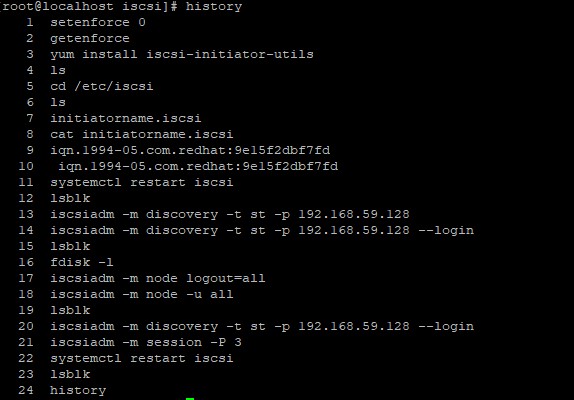 [root@localhost iscsi]# history
1 setenforce 0
2 getenforce
3 yum install iscsi-initiator-utils
4 ls
5 cd /etc/iscsi
6 ls
7 initiatorname.iscsi
8 cat initiatorname.iscsi
9 iqn.1994-05.com.redhat:9e15f2dbf7fd
10 iqn.1994-05.com.redhat:9e15f2dbf7fd
11 systemctl restart iscsi
12 lsblk
13 iscsiadm -m discovery -t st -p 192.168.59.128
14 iscsiadm -m discovery -t st -p 192.168.59.128 --login
15 lsblk
16 fdisk -l
17 iscsiadm -m node logout=all
18 iscsiadm -m node -u all
19 lsblk
20 iscsiadm -m discovery -t st -p 192.168.59.128 --login
21 iscsiadm -m session -P 3
22 systemctl restart iscsi
23 lsblk
24 history